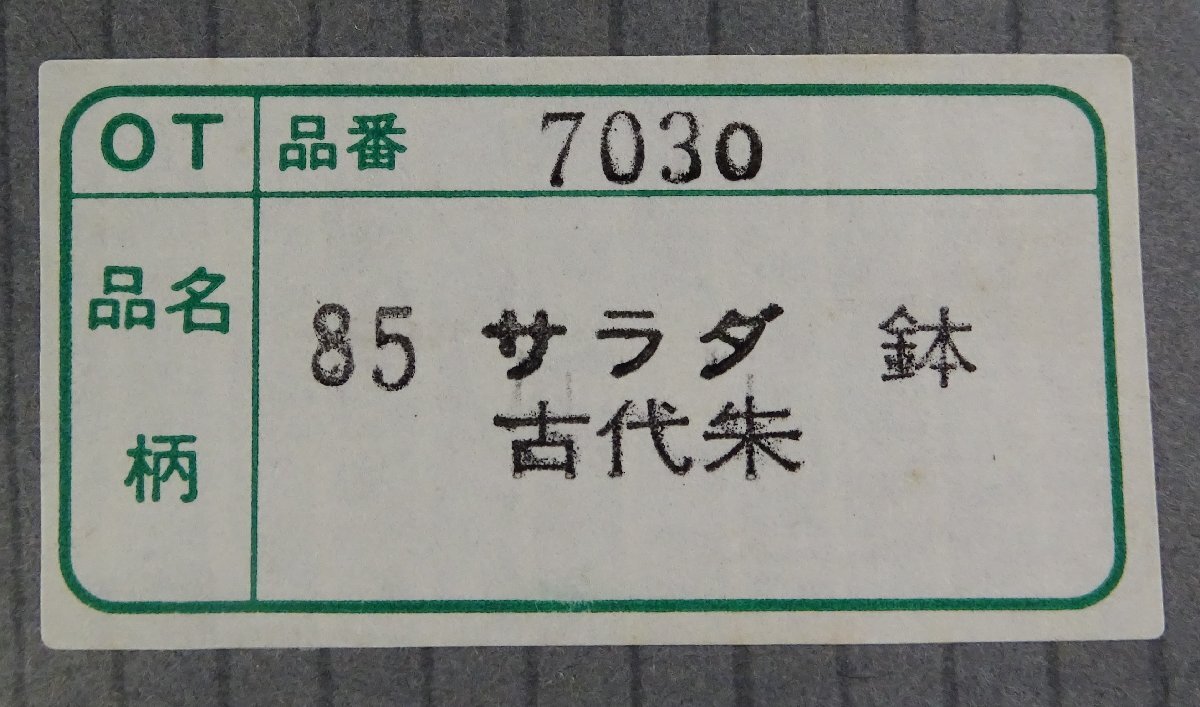 OT 品番 7030
品名 85 サラダ 鉢
柄 古代朱